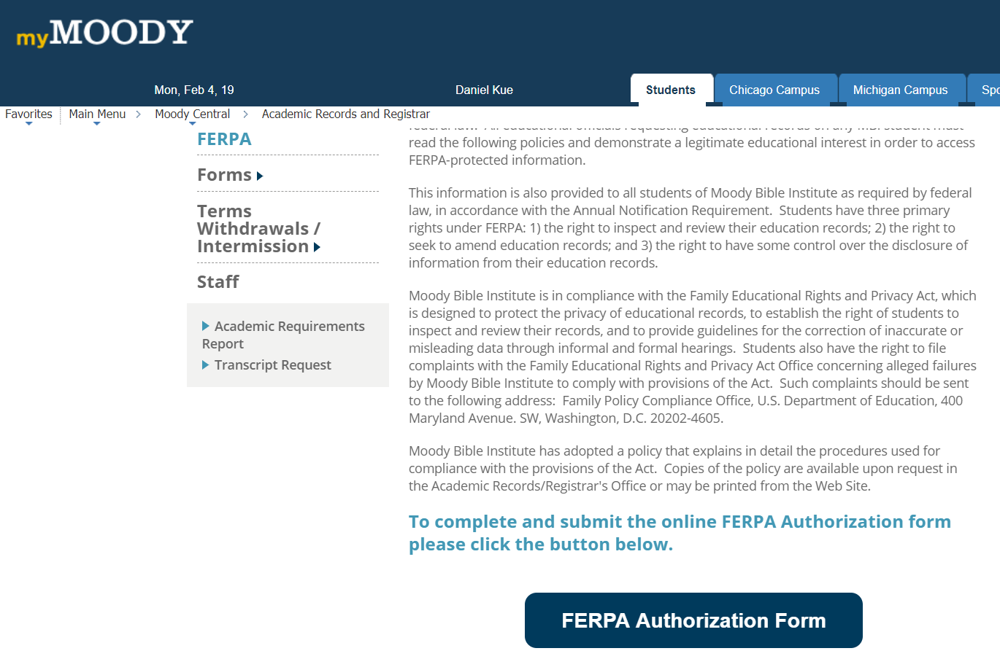 myMOODY
Mon, Feb 4, 19
Daniel Kue
Students
Chicago Campus
Michigan Campus
Favorites
Main Menu
Moody Central
Academic Records and Registrar
FERPA
Forms
Terms
Withdrawals /
Intermission
Staff
Academic Requirements
Report
Transcript Request
federal law.  All educational officials requesting educational records on any MBI student must
read the following policies and demonstrate a legitimate educational interest in order to access
FERPA-protected information.
This information is also provided to all students of Moody Bible Institute as required by federal
law, in accordance with the Annual Notification Requirement.  Students have three primary
rights under FERPA: 1) the right to inspect and review their education records; 2) the right to
seek to amend education records; and 3) the right to have some control over the disclosure of
information from their education records.
Moody Bible Institute is in compliance with the Family Educational Rights and Privacy Act, which
is designed to protect the privacy of educational records, to establish the right of students to
inspect and review their records, and to provide guidelines for the correction of inaccurate or
misleading data through informal and formal hearings.  Students also have the right to file
complaints with the Family Educational Rights and Privacy Act Office concerning alleged failures
by Moody Bible Institute to comply with provisions of the Act.  Such complaints should be sent
to the following address:  Family Policy Compliance Office, U.S. Department of Education, 400
Maryland Avenue. SW, Washington, D.C. 20202-4605.
Moody Bible Institute has adopted a policy that explains in detail the procedures used for
compliance with the provisions of the Act.  Copies of the policy are available upon request in
the Academic Records/Registrar's Office or may be printed from the Web Site.
To complete and submit the online FERPA Authorization form
please click the button below.
FERPA Authorization Form